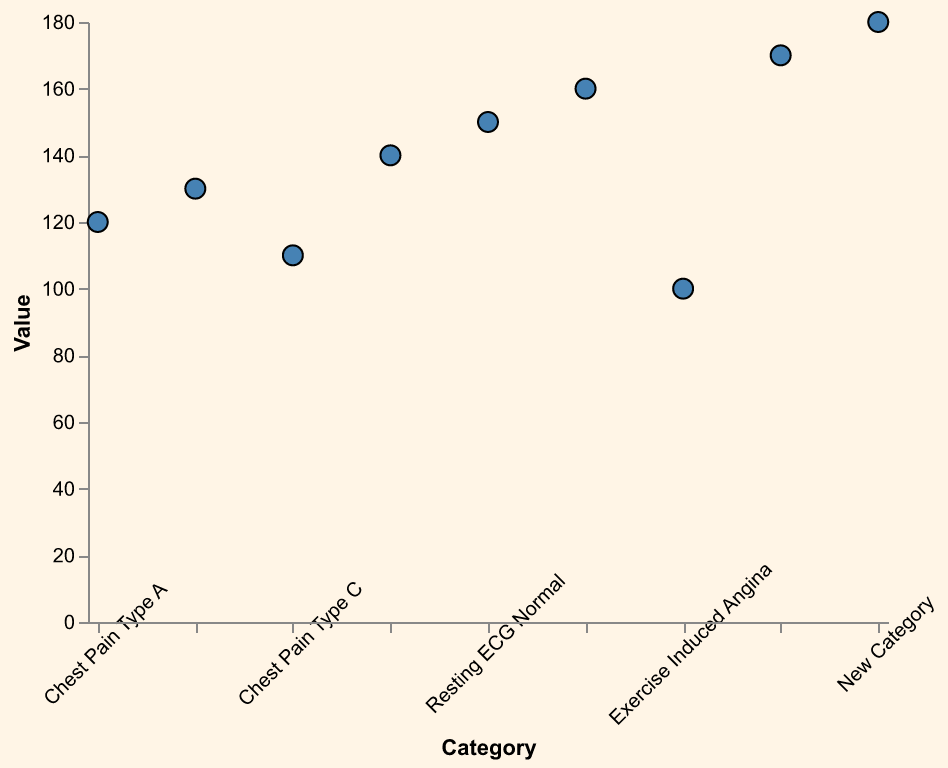 180
160
140
120
100
80
60
40
20
0
Value
Chest Pain Type A
Chest Pain Type C
Resting ECG Normal
Exercise Induced Angina
New Category
Category